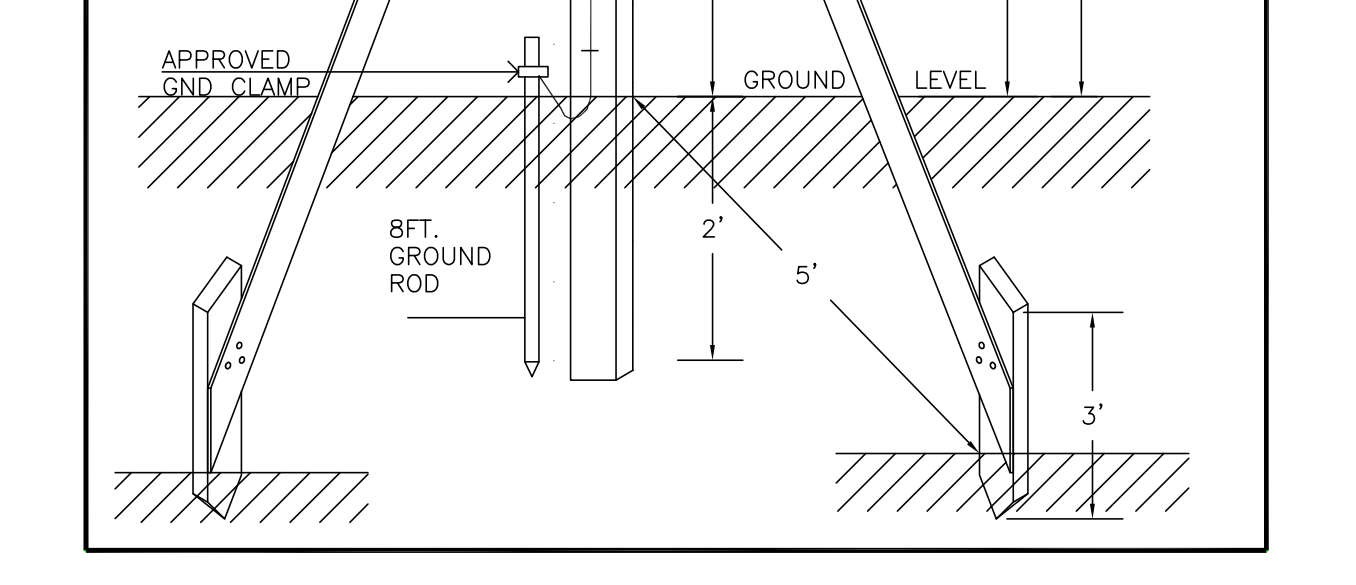 APPROVED
GND CLAMP
GROUND LEVEL
2'
8FT.
GROUND
ROD
5'
3'